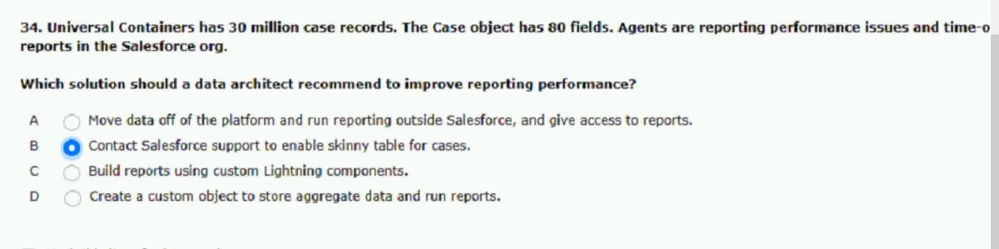 34. Universal Containers has 30 million case records. The Case object has 80 fields. Agents are reporting performance issues and time-o
reports in the Salesforce org.
Which solution should a data architect recommend to improve reporting performance?
A Move data off of the platform and run reporting outside Salesforce, and give access to reports.
B Contact Salesforce support to enable skinny table for cases.
C Build reports using custom Lightning components.
D Create a custom object to store aggregate data and run reports.